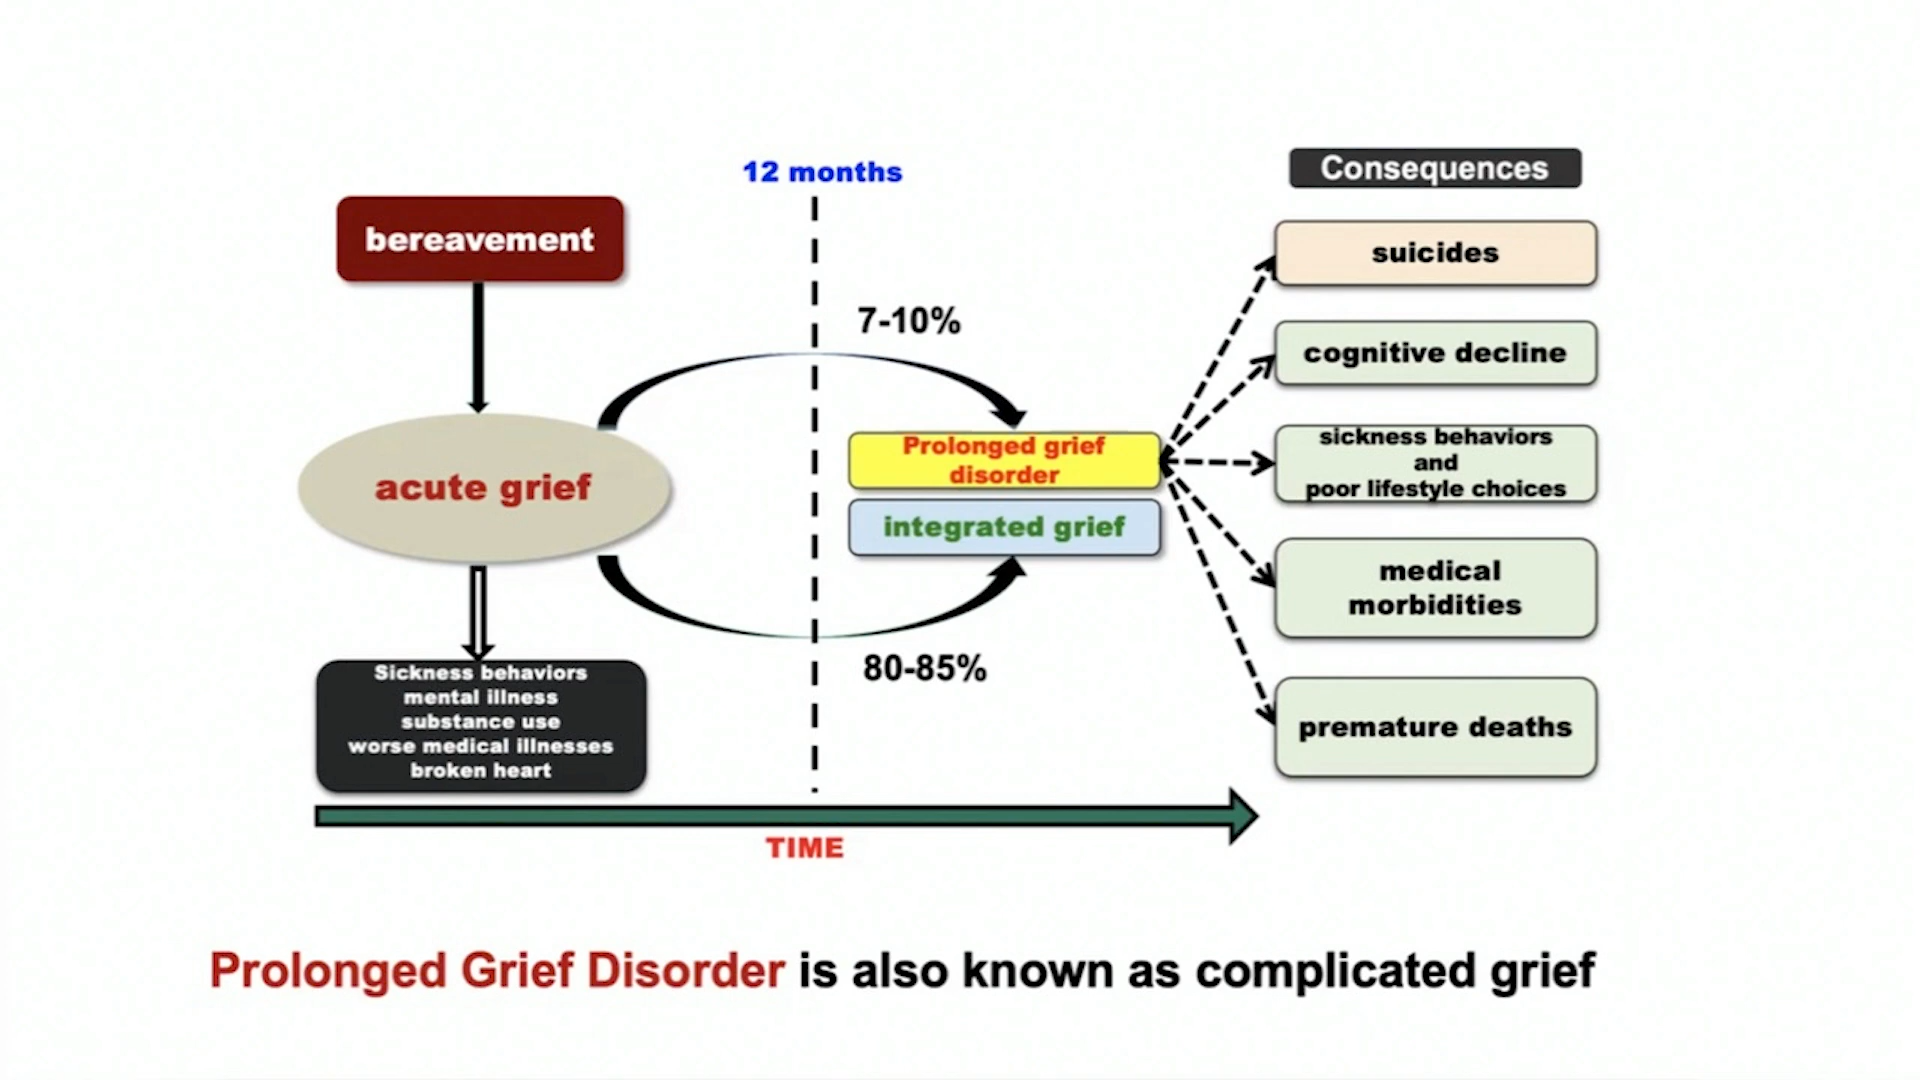 12 months
Consequences
bereavement
suicides
7-10%
cognitive decline
Prolonged grief
disorder
sickness behaviors
and
poor lifestyle choices
acute grief
integrated grief
medical
morbidities
80-85%
Sickness behaviors
mental illness
substance use
worse medical illnesses
broken heart
premature deaths
TIME
Prolonged Grief Disorder is also known as complicated grief